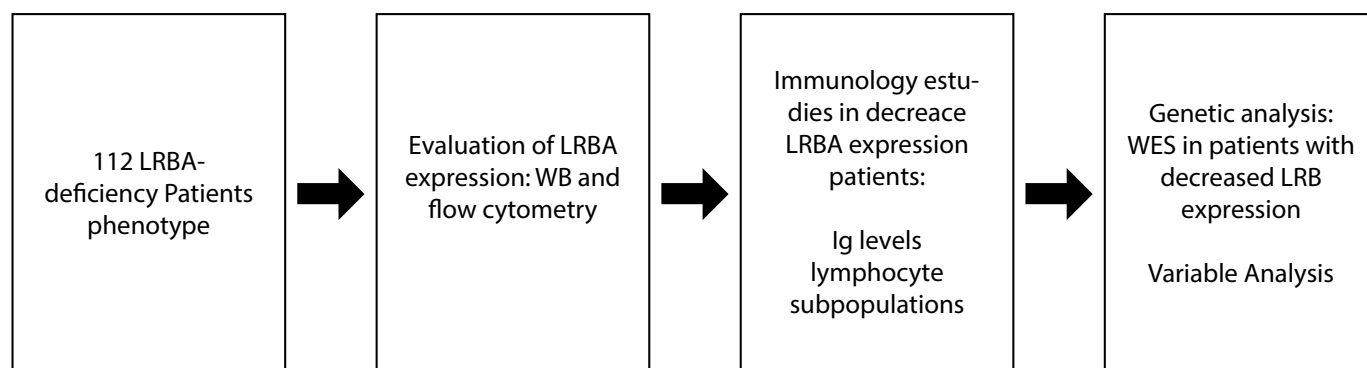 112 LRBA-
deficiency Patients
phenotype
Evaluation of LRBA
expression: WB and
flow cytometry
Immunology estu-
dies in decreace
LRBA expression
patients:
Ig levels
lymphocyte
subpopulations
Genetic analysis:
WES in patients with
decreased LRB
expression
Variable Analysis